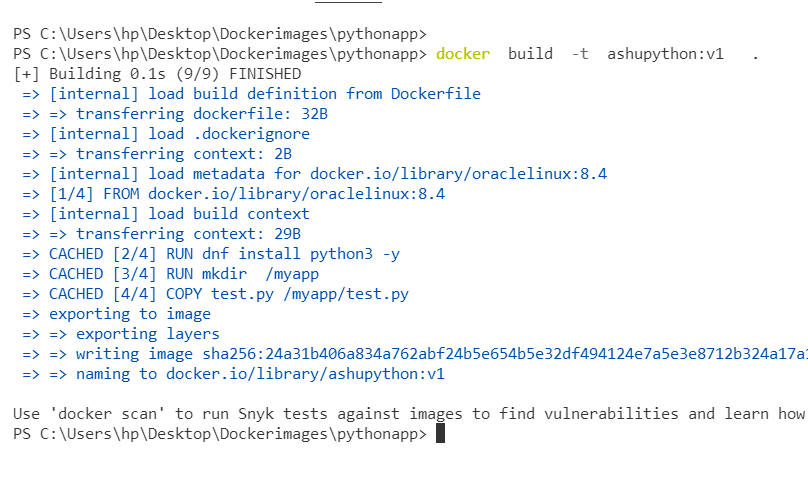 PS C:\Users\hp\Desktop\Dockerimages\pythonapp>
PS C:\Users\hp\Desktop\Dockerimages\pythonapp> docker  build  -t  ashupython:v1   .
[+] Building 0.1s (9/9) FINISHED
 => [internal] load build definition from Dockerfile
 => => transferring dockerfile: 32B
 => [internal] load .dockerignore
 => => transferring context: 2B
 => [internal] load metadata for docker.io/library/oraclelinux:8.4
 => [1/4] FROM docker.io/library/oraclelinux:8.4
 => [internal] load build context
 => => transferring context: 29B
 => CACHED [2/4] RUN dnf install python3 -y
 => CACHED [3/4] RUN mkdir  /myapp
 => CACHED [4/4] COPY test.py /myapp/test.py
 => exporting to image
 => => exporting layers
 => => writing image sha256:24a31b406a834a762abf24b5e654b5e32df494124e7a5e3e8712b324a17a1
 => => naming to docker.io/library/ashupython:v1
Use 'docker scan' to run Snyk tests against images to find vulnerabilities and learn how
PS C:\Users\hp\Desktop\Dockerimages\pythonapp>